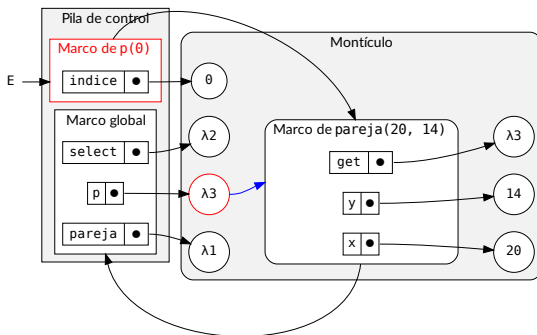 Pila de control
Marco de p(0)
indice
E
Marco global
select
p
pareja
Montículo
0
λ2
λ3
λ1
Marco de pareja(20, 14)
get
y
x
λ3
14
20